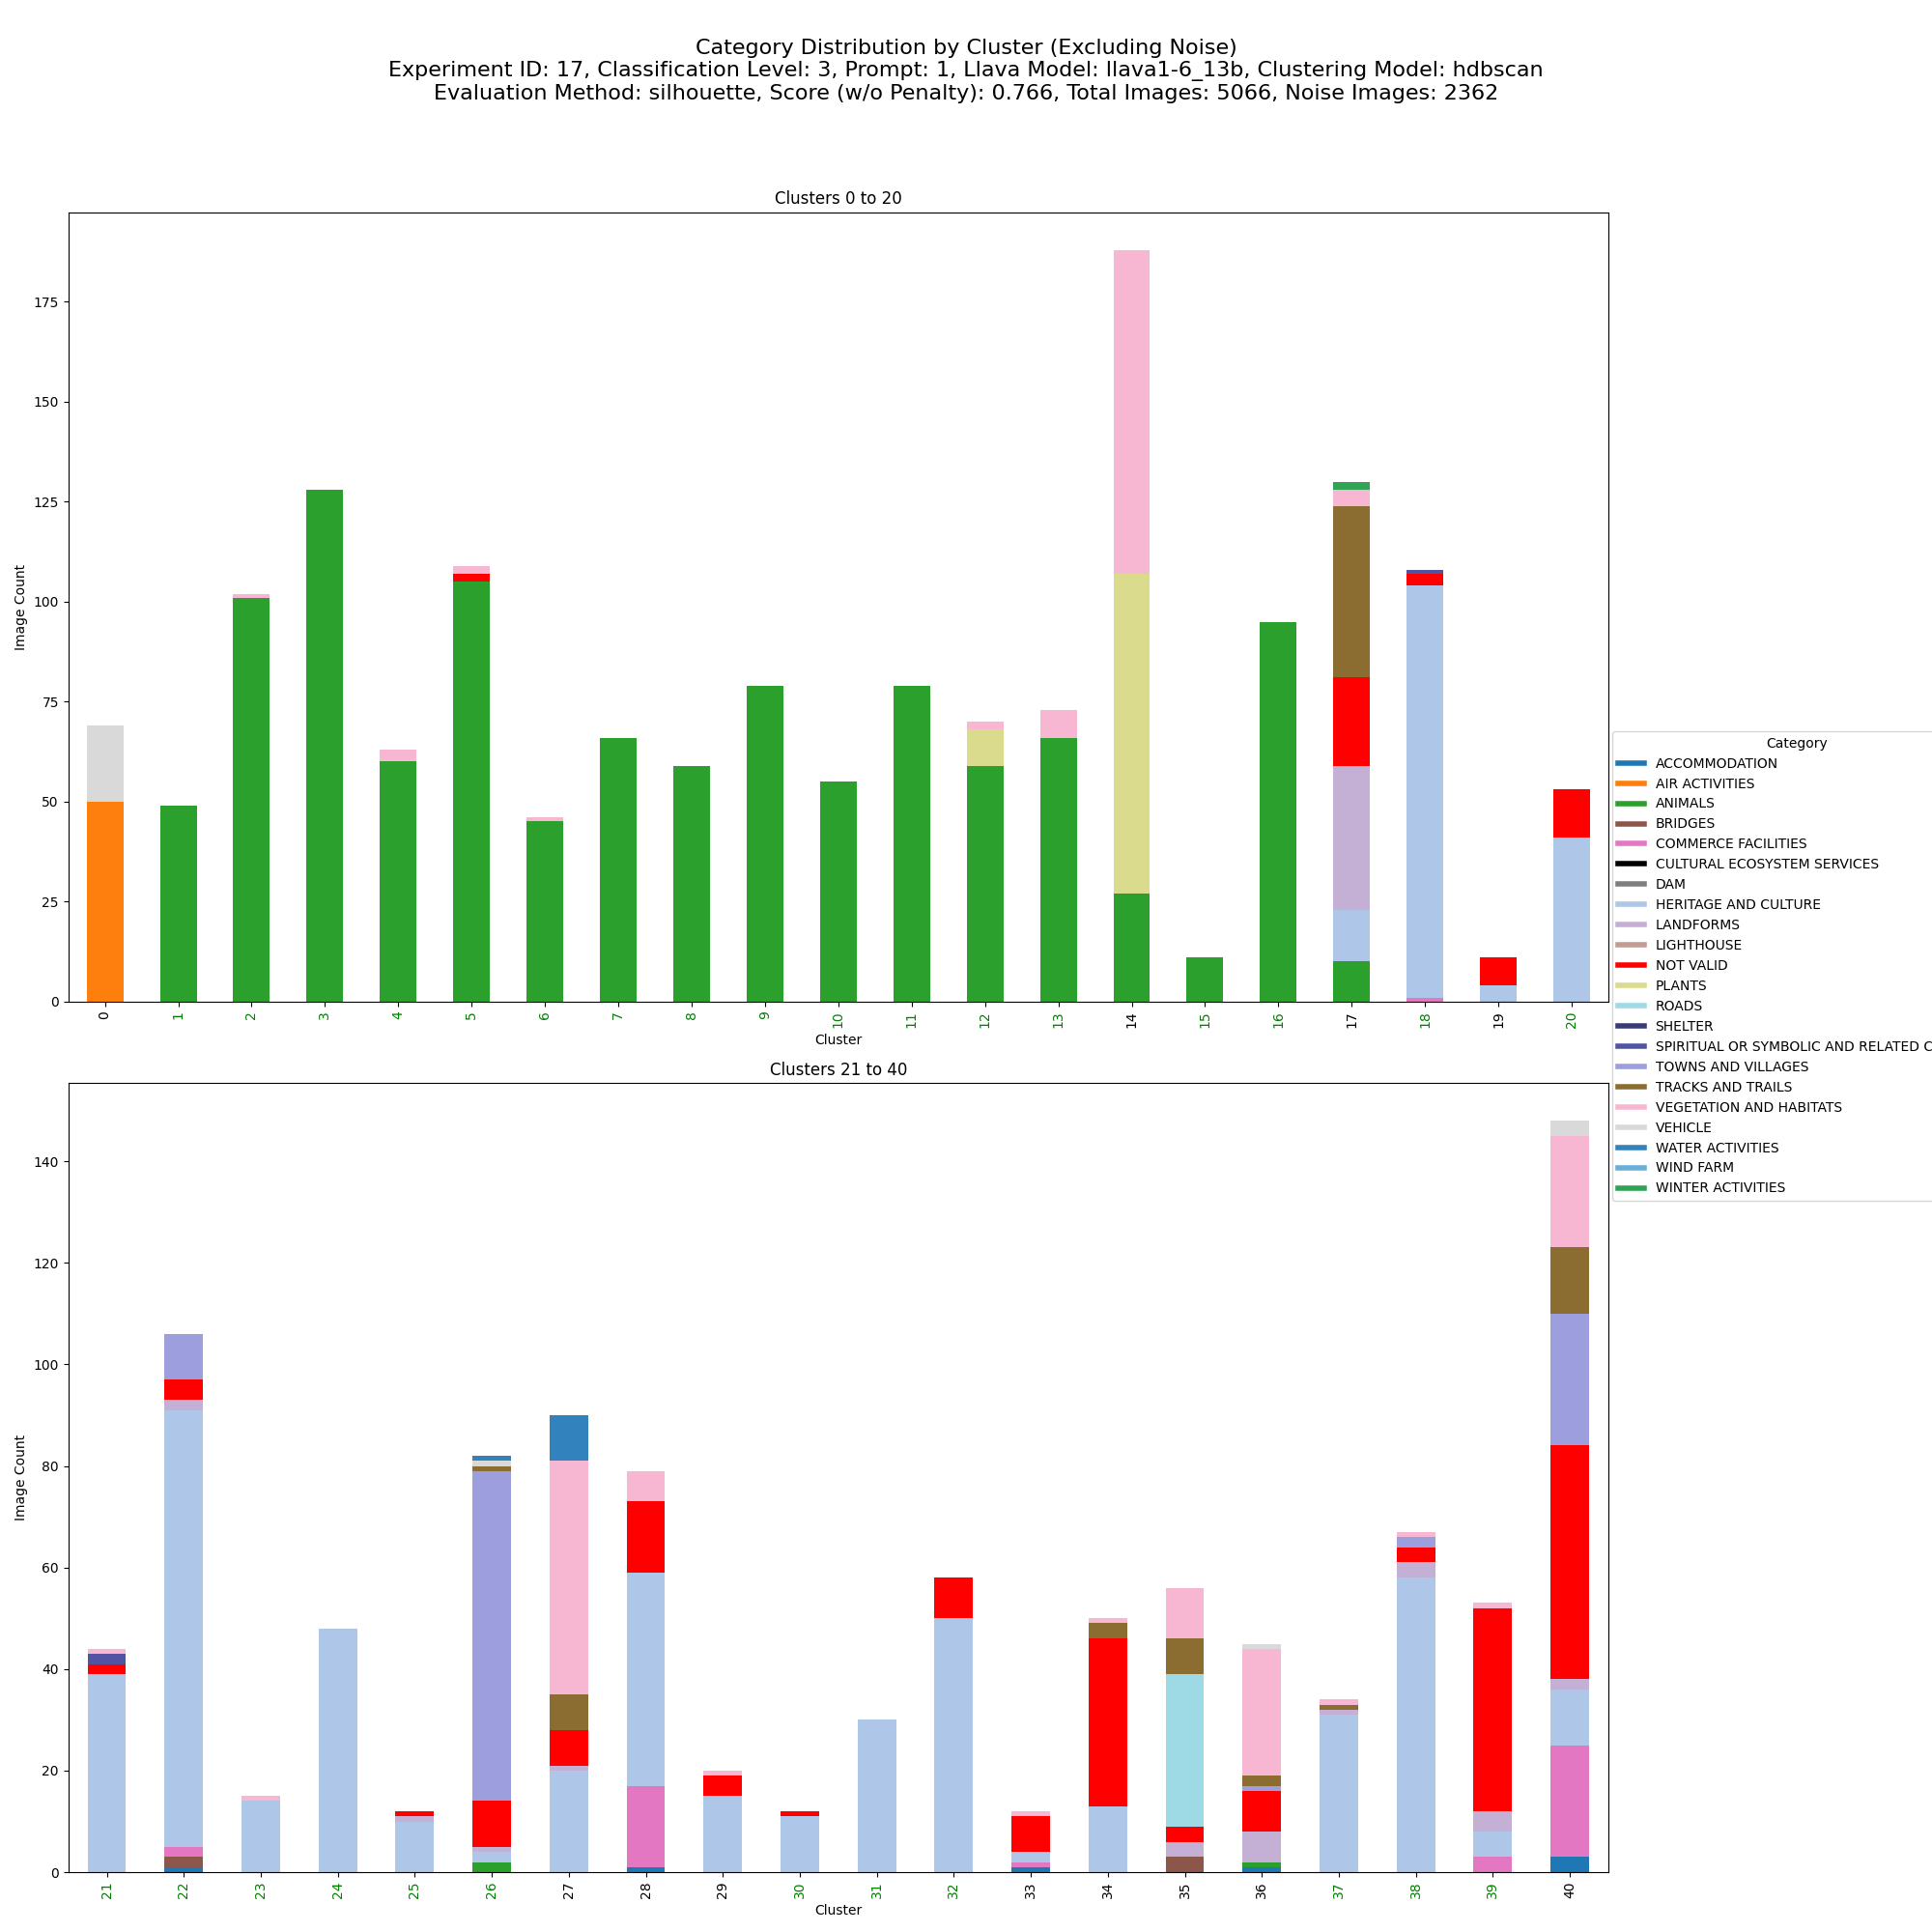 Category Distribution by Cluster (Excluding Noise)
Experiment ID: 17, Classification Level: 3, Prompt: 1, Llava Model: llava1-6_13b, Clustering Model: hdbscan
Evaluation Method: silhouette, Score (w/o Penalty): 0.766, Total Images: 5066, Noise Images: 2362
Clusters 0 to 20
Image Count
175
150
125
100
75
50
25
0
0 1 2 3 4 5 6 7 8 9 10 11 12 13 14 15 16 17 18 19 20
Cluster
Category
ACCOMMODATION
AIR ACTIVITIES
ANIMALS
BRIDGES
COMMERCE FACILITIES
CULTURAL ECOSYSTEM SERVICES
DAM
HERITAGE AND CULTURE
LANDFORMS
LIGHTHOUSE
NOT VALID
PLANTS
ROADS
SHELTER
SPIRITUAL OR SYMBOLIC AND RELATED C
TOWNS AND VILLAGES
TRACKS AND TRAILS
VEGETATION AND HABITATS
VEHICLE
WATER ACTIVITIES
WIND FARM
WINTER ACTIVITIES
Clusters 21 to 40
Image Count
140
120
100
80
60
40
20
0
21 22 23 24 25 26 27 28 29 30 31 32 33 34 35 36 37 38 39 40
Cluster